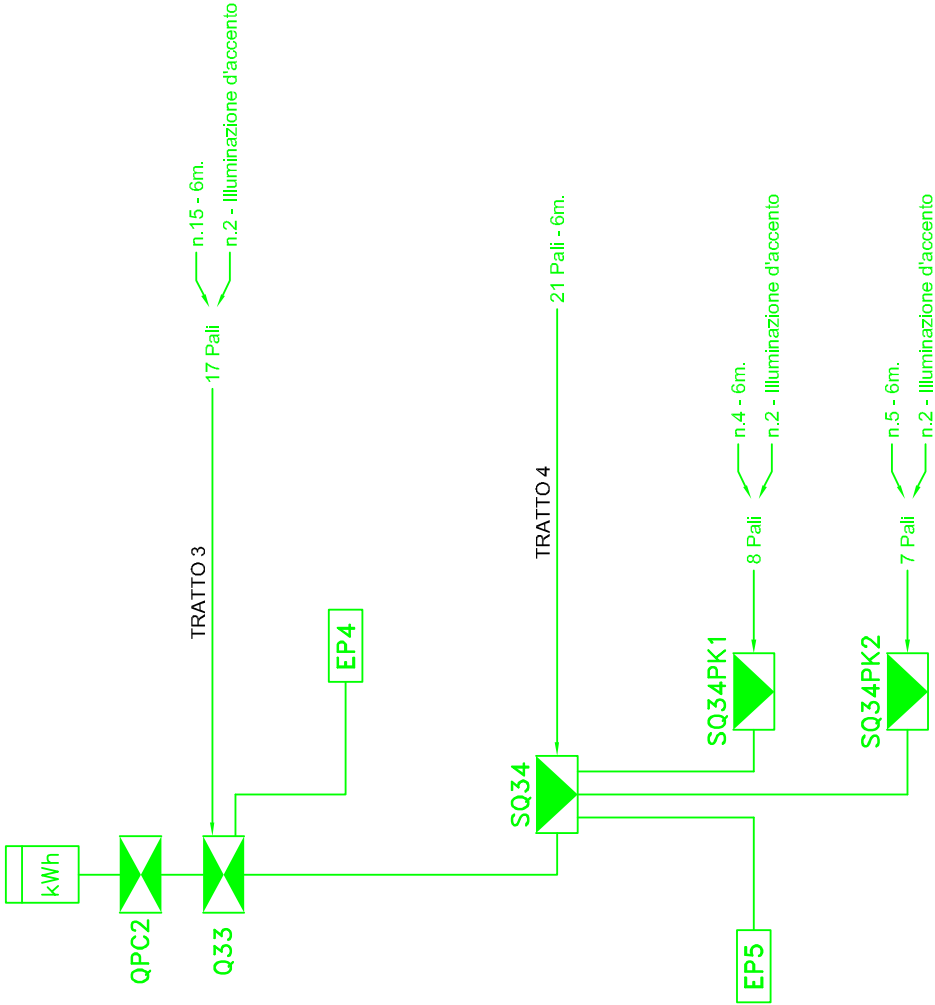 kWh
QPC2
Q33
TRATTO 3
17 Pali
n.15 - 6m.
n.2 - Illuminazione d'accento
EP4
SQ34
TRATTO 4
21 Pali - 6m.
EP5
SQ34PK1
8 Pali
n.4 - 6m.
n.2 - Illuminazione d'accento
SQ34PK2
7 Pali
n.5 - 6m.
n.2 - Illuminazione d'accento